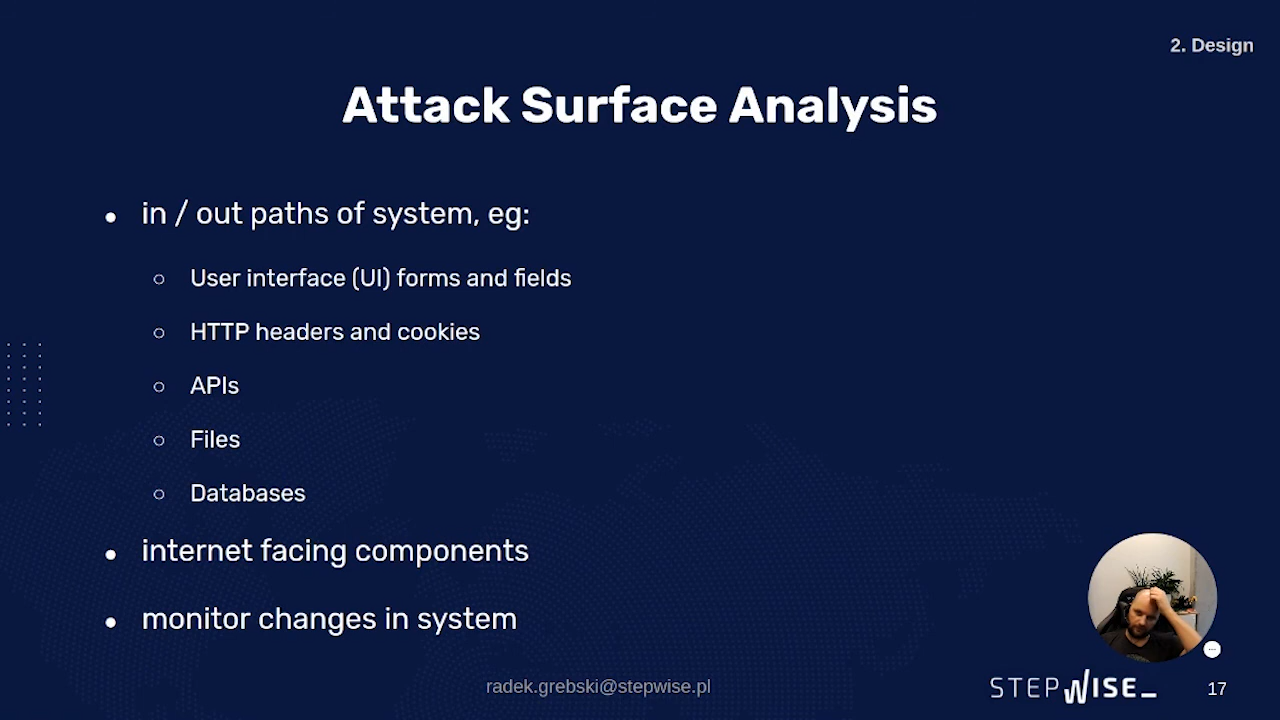 2. Design
Attack Surface Analysis
● in / out paths of system, eg:
○ User interface (UI) forms and fields
○ HTTP headers and cookies
○ APIs
○ Files
○ Databases
● internet facing components
● monitor changes in system
radek.grebski@stepwise.pl
STEPWISE_
17